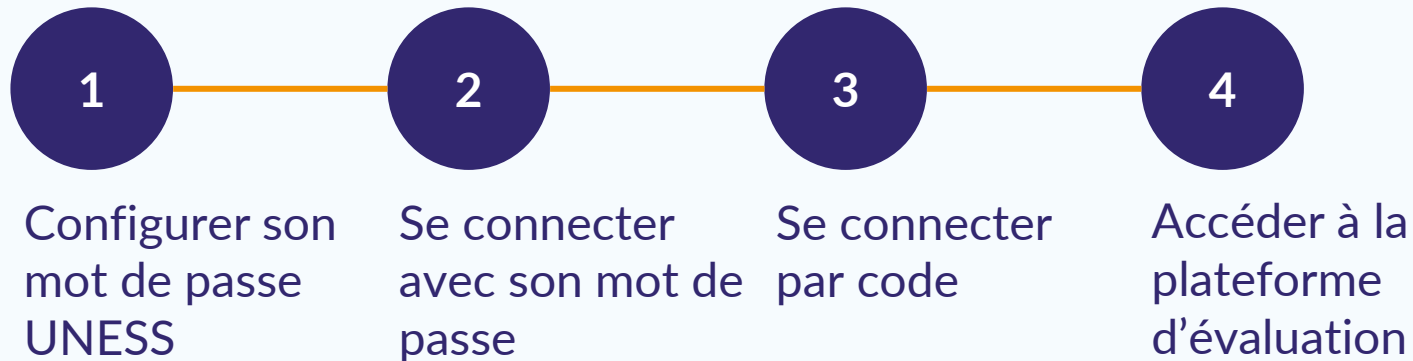 1
2
3
4
Configurer son
mot de passe
UNESS
Se connecter
avec son mot de
passe
Se connecter
par code
Accéder à la
plateforme
d’évaluation